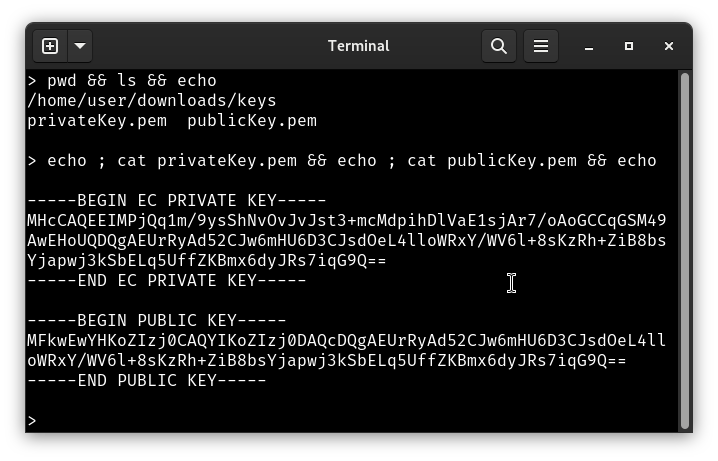 Terminal
> pwd && ls && echo
/home/user/downloads/keys
privateKey.pem  publicKey.pem
> echo ; cat privateKey.pem && echo ; cat publicKey.pem && echo
-----BEGIN EC PRIVATE KEY-----
MHcCAQEEIMPjQq1m/9ysShNvOvJvJst3+mcMdpihDlVaE1sjAr7/oAoGCCqGSM49
AwEHoUQDQgAEUrRyAd52CJw6mHU6D3CJsdOeL4lloWRxY/WV6l+8sKzRh+ZiB8bs
Yjapwj3kSbELq5UffZKBmx6dyJRs7iqG9Q==
-----END EC PRIVATE KEY-----
-----BEGIN PUBLIC KEY-----
MFkwEwYHKoZIzj0CAQYIKoZIzj0DAQcDQgAEUrRyAd52CJw6mHU6D3CJsdOeL4ll
oWRxY/WV6l+8sKzRh+ZiB8bsYjapwj3kSbELq5UffZKBmx6dyJRs7iqG9Q==
-----END PUBLIC KEY-----
>